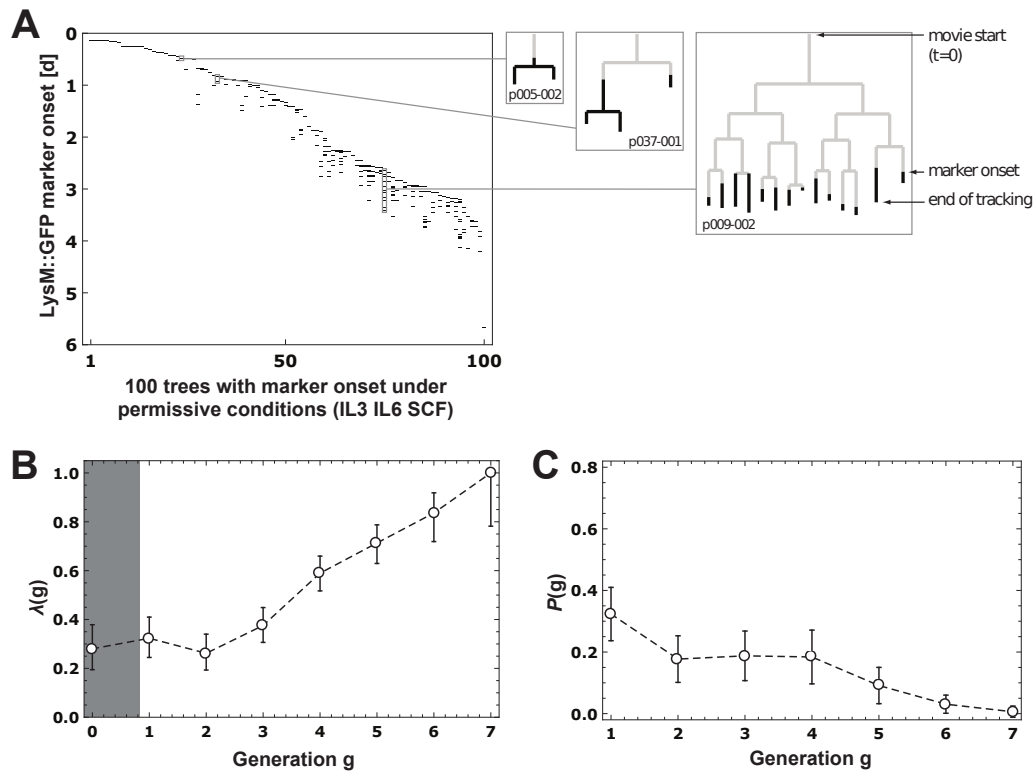 A
LysM::GFP marker onset [d]
0
1
2
3
4
5
6
1
50
100
100 trees with marker onset under
permissive conditions (IL3 IL6 SCF)
p005-002
p037-001
p009-002
movie start
(t=0)
marker onset
end of tracking
B
λ(g)
1.0
0.8
0.6
0.4
0.2
0.0
0 1 2 3 4 5 6 7
Generation g
C
P(g)
0.8
0.6
0.4
0.2
0.0
1 2 3 4 5 6 7
Generation g